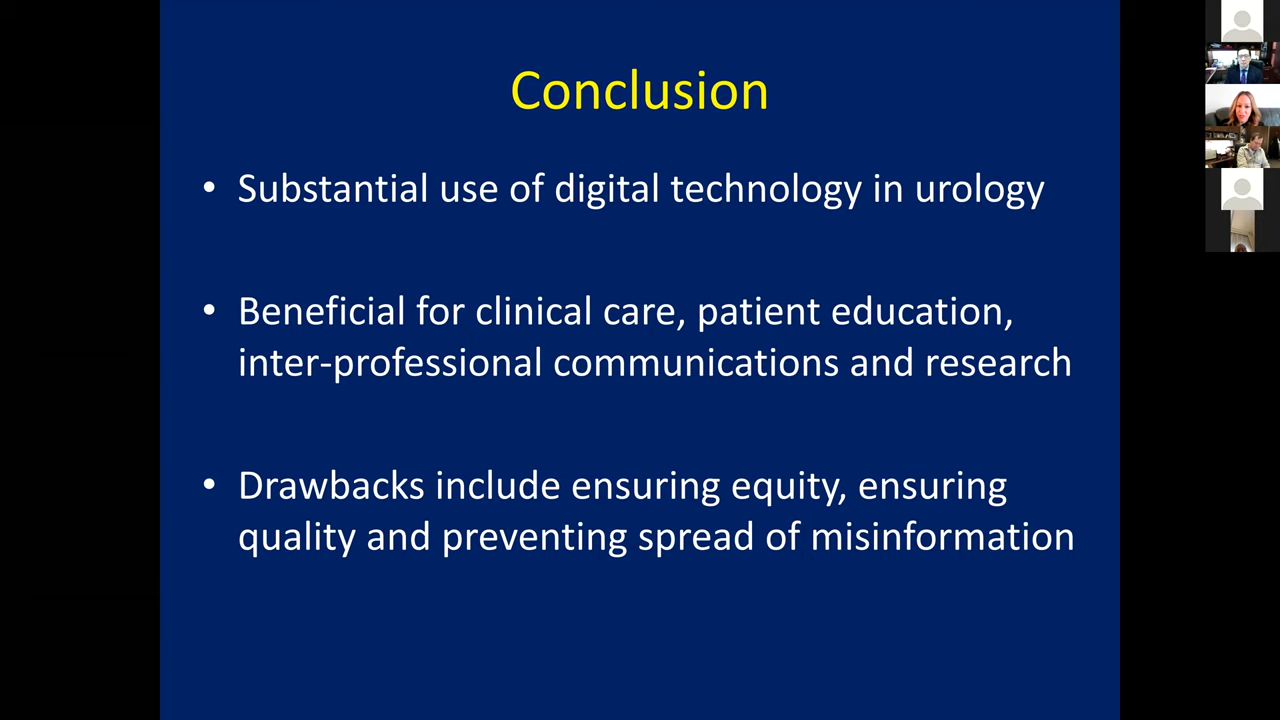 Conclusion
• Substantial use of digital technology in urology
• Beneficial for clinical care, patient education,
inter-professional communications and research
• Drawbacks include ensuring equity, ensuring
quality and preventing spread of misinformation